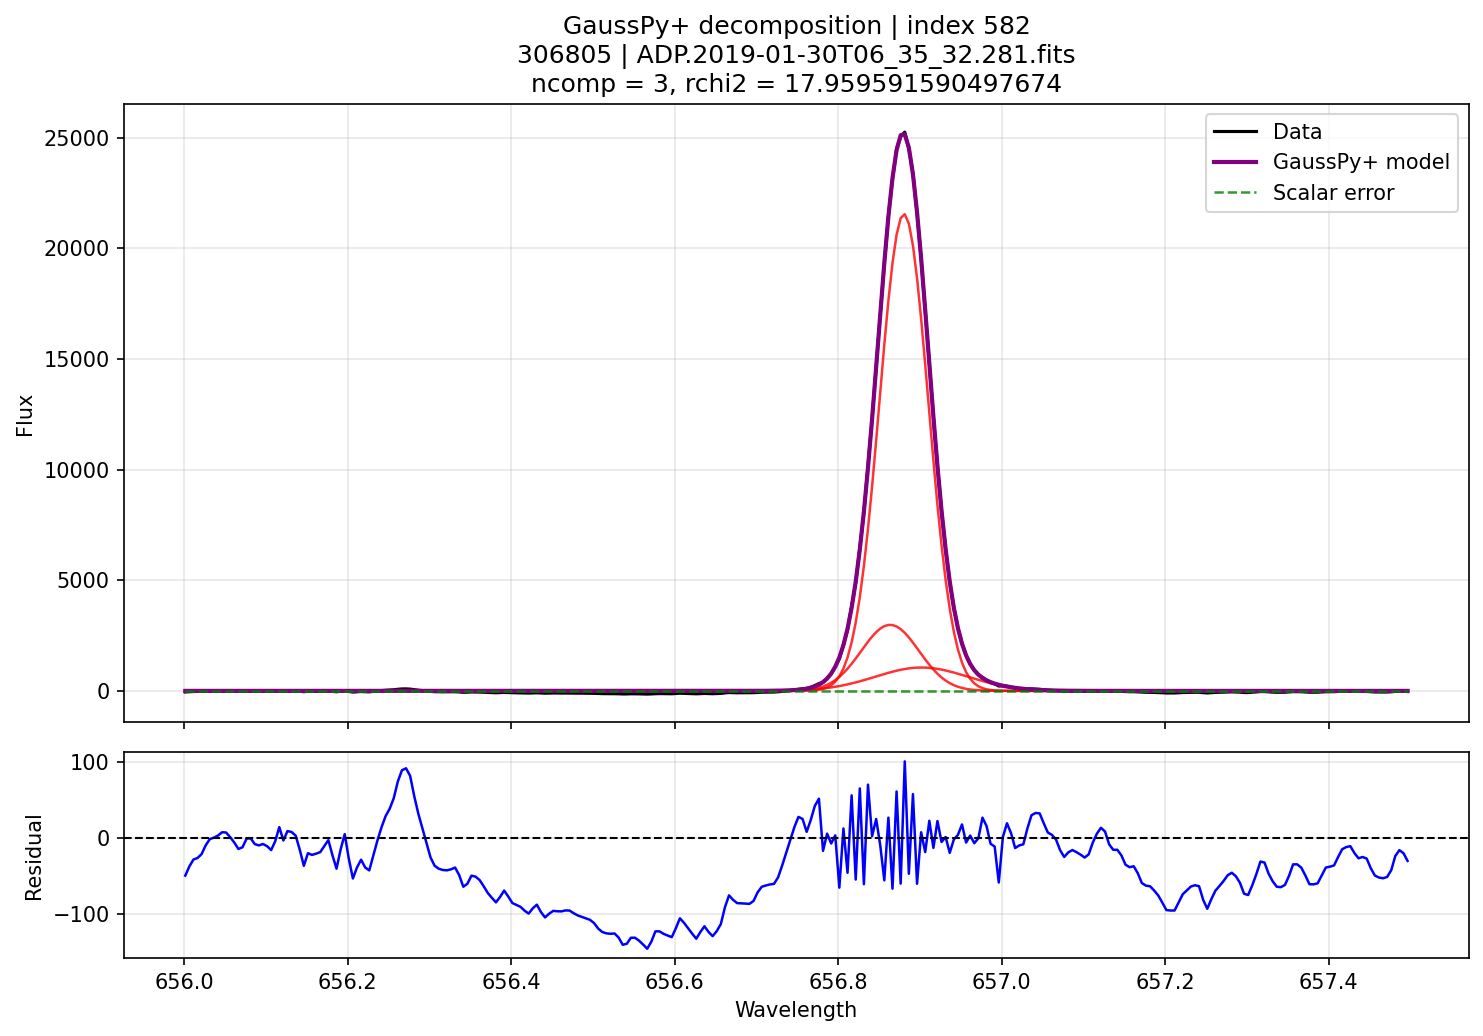 GaussPy+ decomposition | index 582
306805 | ADP.2019-01-30T06_35_32.281.fits
ncomp = 3, rchi2 = 17.959591590497674
Data
GaussPy+ model
Scalar error
25000
20000
15000
10000
5000
0
Flux
100
0
−100
Residual
656.0
656.2
656.4
656.6
656.8
657.0
657.2
657.4
Wavelength